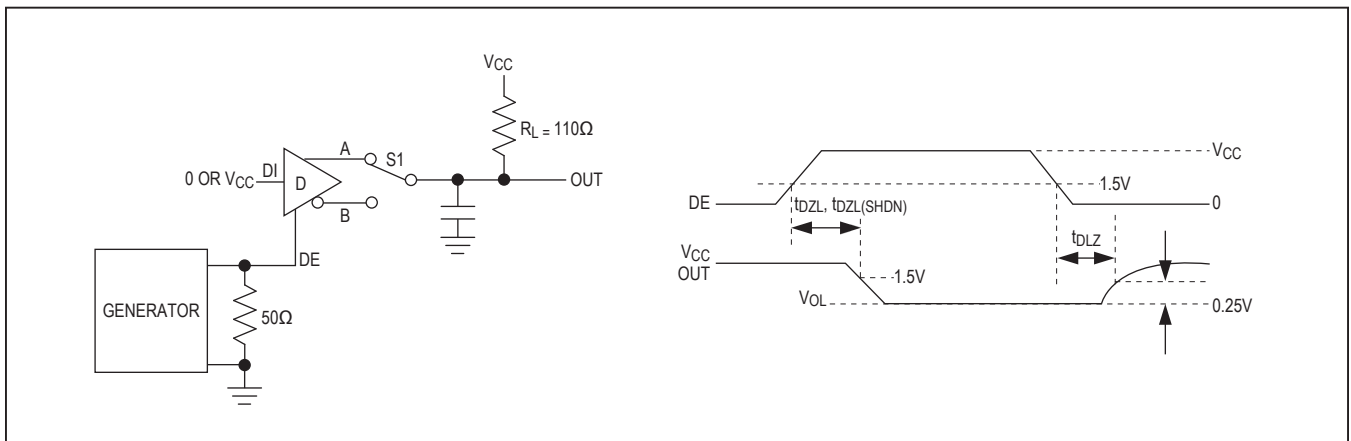 VCC
RL = 110Ω
A
S1
0 OR VCC
DI
D
OUT
B
DE
GENERATOR
50Ω
VCC
1.5V
DE
0
tDZL, tDZL(SHDN)
tDLZ
VCC
OUT
1.5V
VOL
0.25V